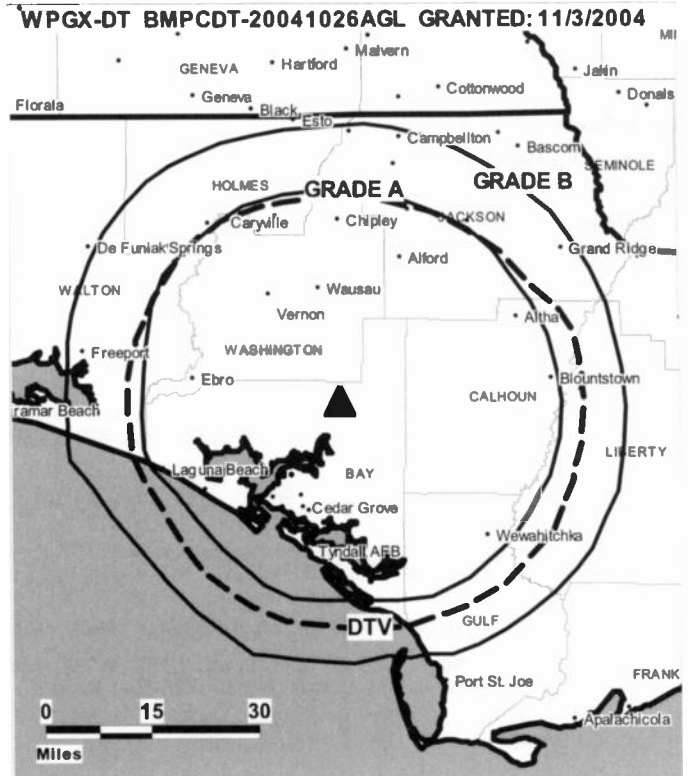 WPGX-DT BMPCDT-20041026AGL GRANTED: 11/3/2004
Malvern
MI
GENEVA
Hartford
Jakin
Cottonwood
Donals
Geneva
Florala
Black
Esto
Campbellton
Bascom
SEMINOLE
HOLMES
GRADE A
GRADE B
Caryville
Chipley
JACKSON
De Funiak Springs
Grand Ridge
Alford
WALTON
Wausau
Vernon
Altha
Freeport
WASHINGTON
Ebro
Blountstown
CALHOUN
ramar Beach
LIBERTY
Laguna Beach
BAY
Cedar Grove
Wewahitchka
Tyndall AFB
DTV
GULF
Port St. Joe
FRANK
0 15 30
Apalachicola
Miles